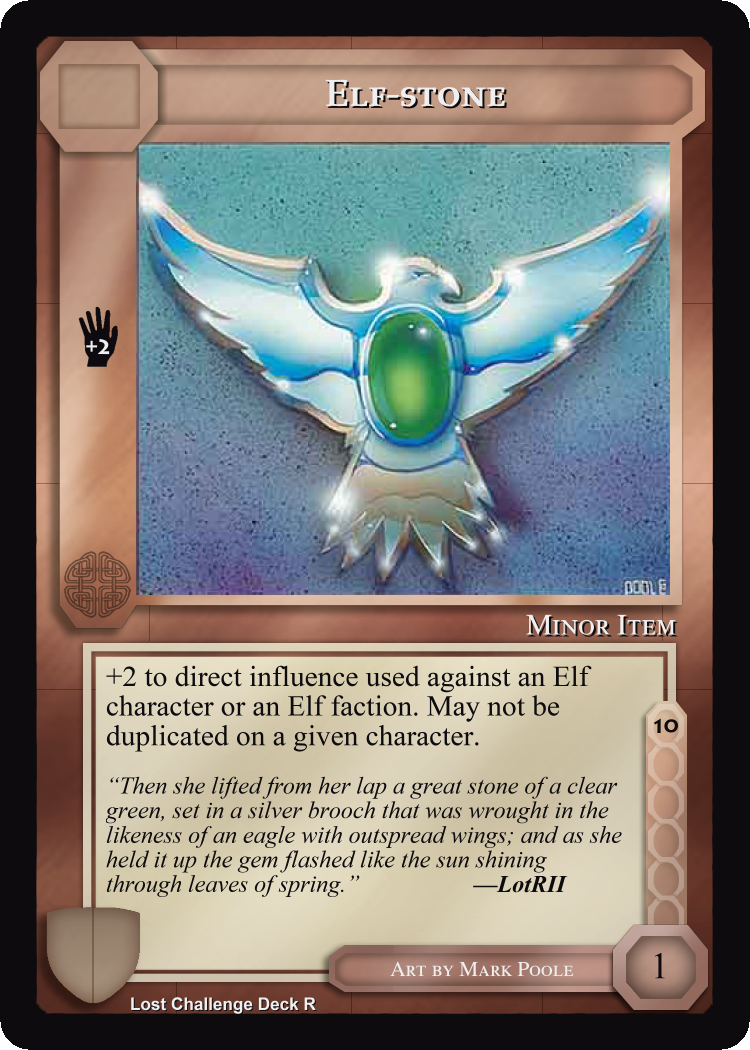 Elf-stone
+2
POOLE
Minor Item
+2 to direct influence used against an Elf
character or an Elf faction. May not be
duplicated on a given character.
10
“Then she lifted from her lap a great stone of a clear
green, set in a silver brooch that was wrought in the
likeness of an eagle with outspread wings; and as she
held it up the gem flashed like the sun shining
through leaves of spring.” —LotRII
Art by Mark Poole
1
Lost Challenge Deck R